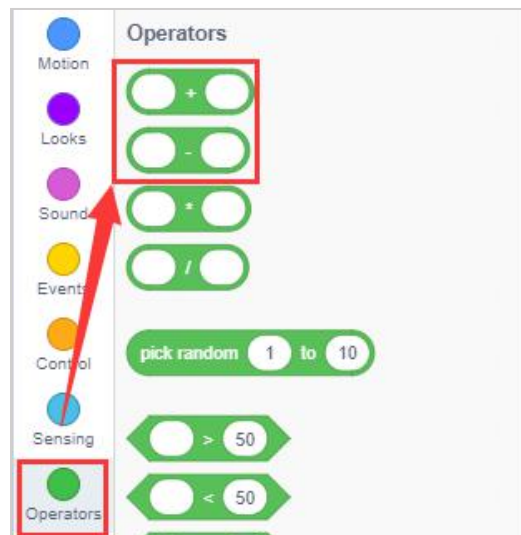 Operators
Motion
+
Looks
-
Sound
*
Events
/
Control
pick random 1 to 10
Sensing
> 50
Operators
< 50